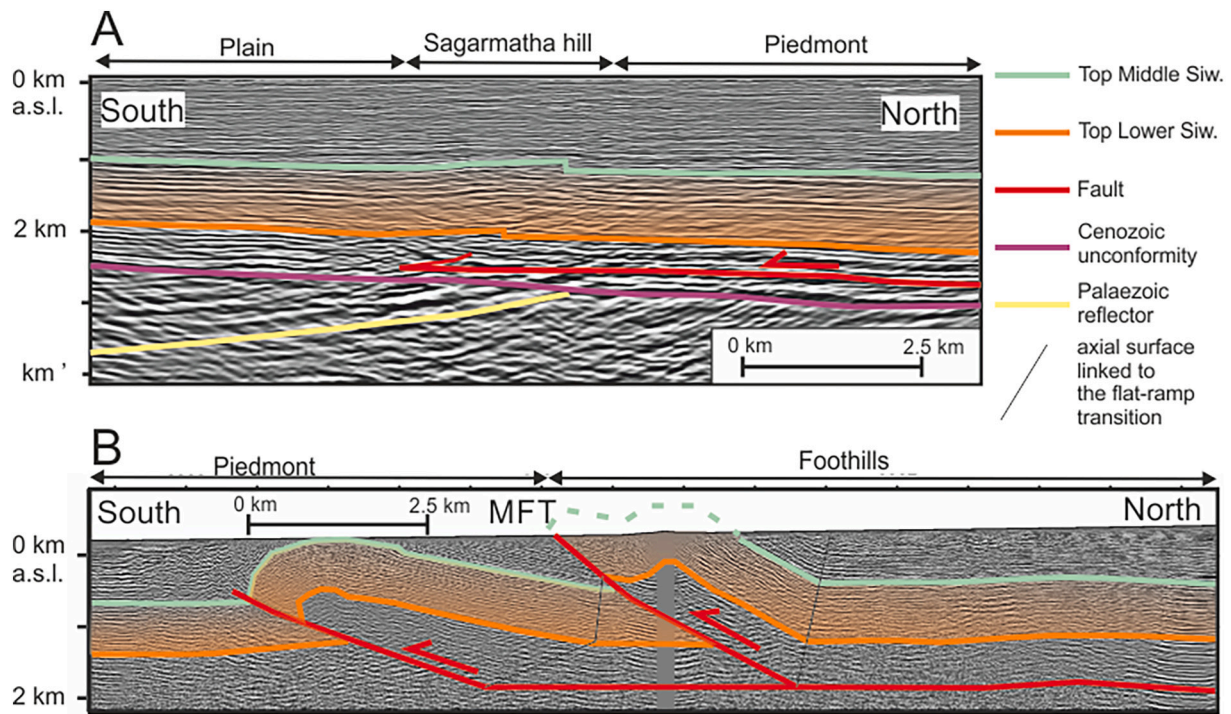 A
Plain
Sagarmatha hill
Piedmont
0 km
a.s.l.
South
North
2 km
km '
0 km
2.5 km
Top Middle Siw.
Top Lower Siw.
Fault
Cenozoic
unconformity
Palaezoic
reflector
axial surface
linked to
the flat-ramp
transition
B
Piedmont
Foothills
South
0 km
2.5 km
MFT
North
0 km
a.s.l.
2 km